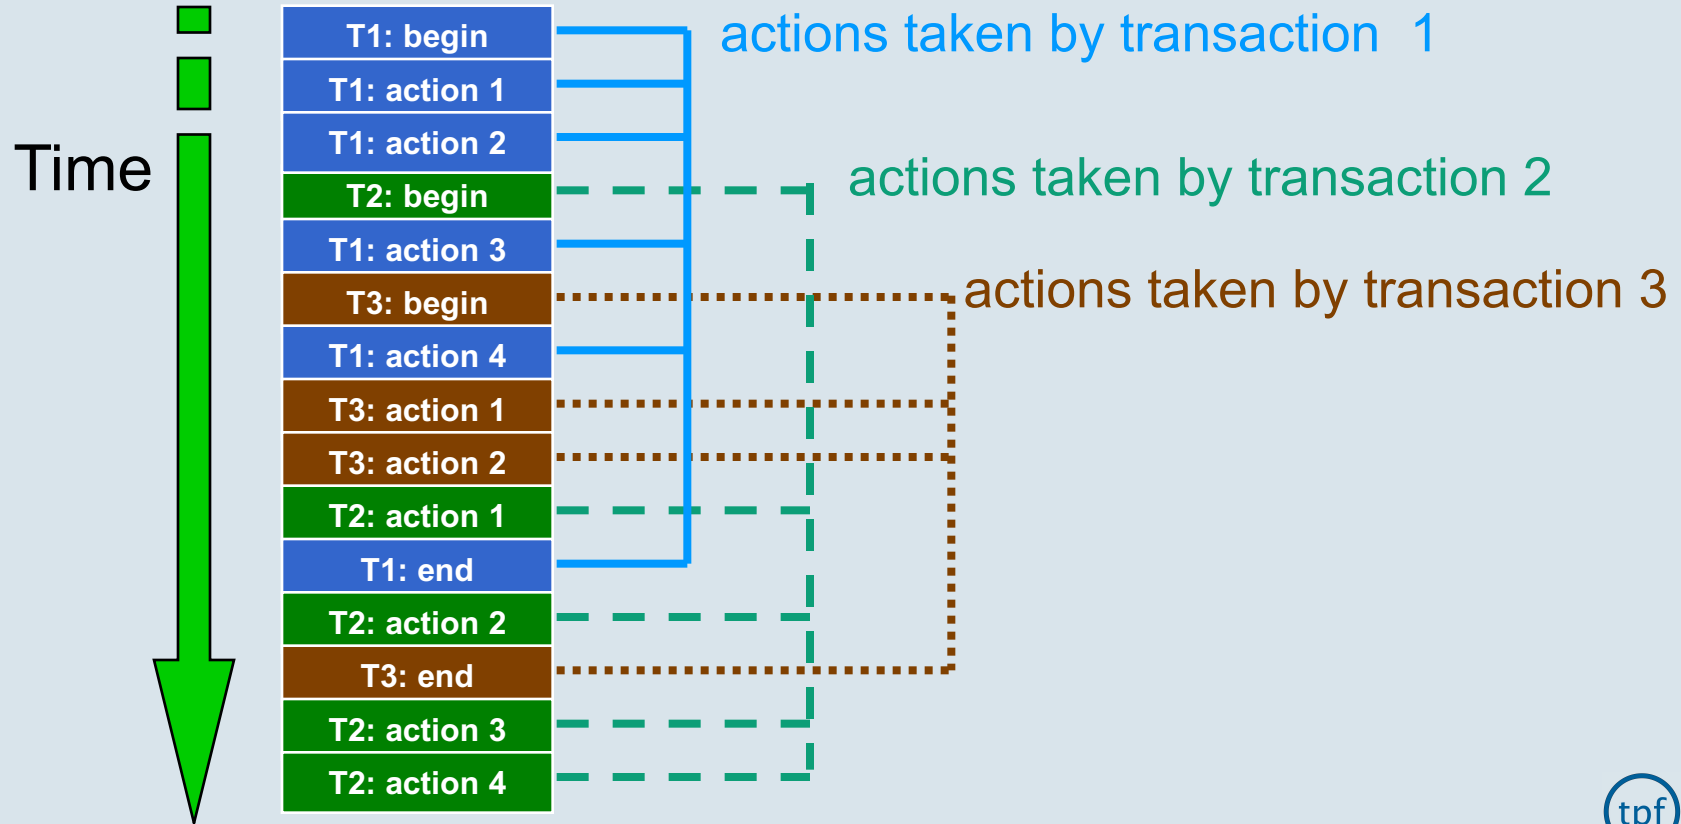 T1: begin
actions taken by transaction 1
T1: action 1
T1: action 2
Time
T2: begin
actions taken by transaction 2
T1: action 3
T3: begin
actions taken by transaction 3
T1: action 4
T3: action 1
T3: action 2
T2: action 1
T1: end
T2: action 2
T3: end
T2: action 3
T2: action 4
tpf